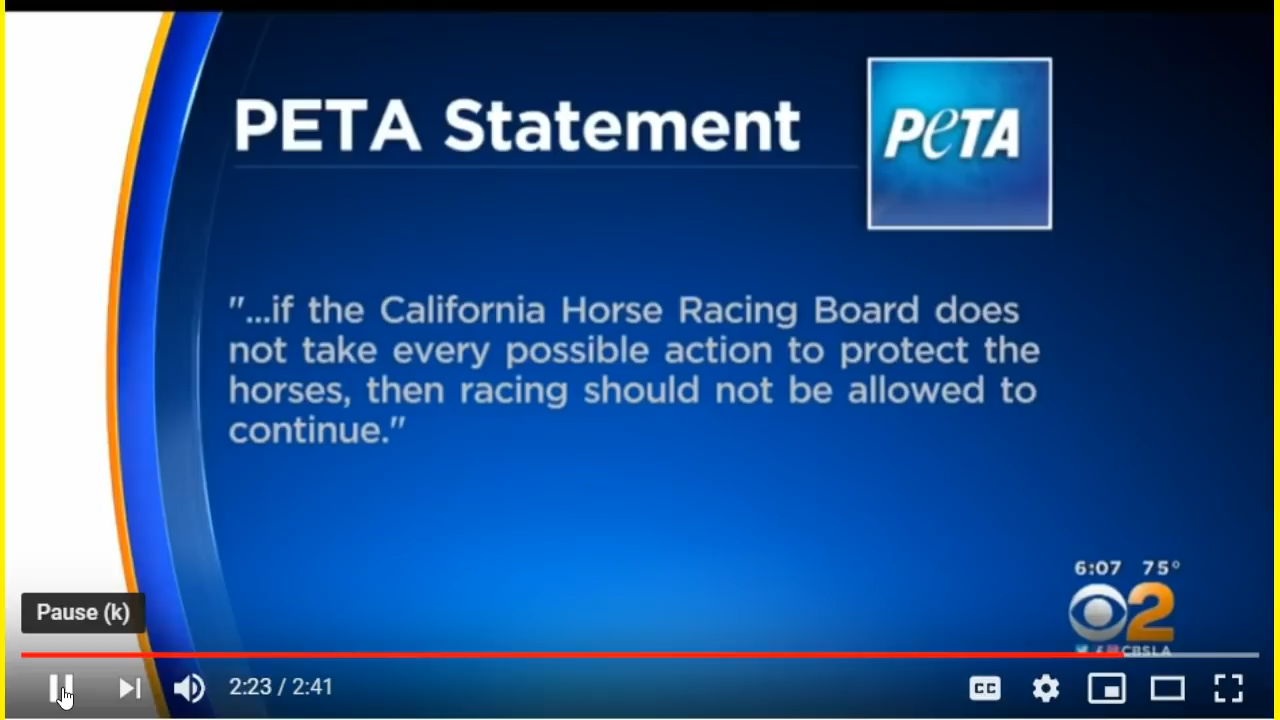 PETA Statement
PeTA
"...if the California Horse Racing Board does
not take every possible action to protect the
horses, then racing should not be allowed to
continue."
6:07 75°
2
CBSLA
Pause (k)
2:23 / 2:41
CC